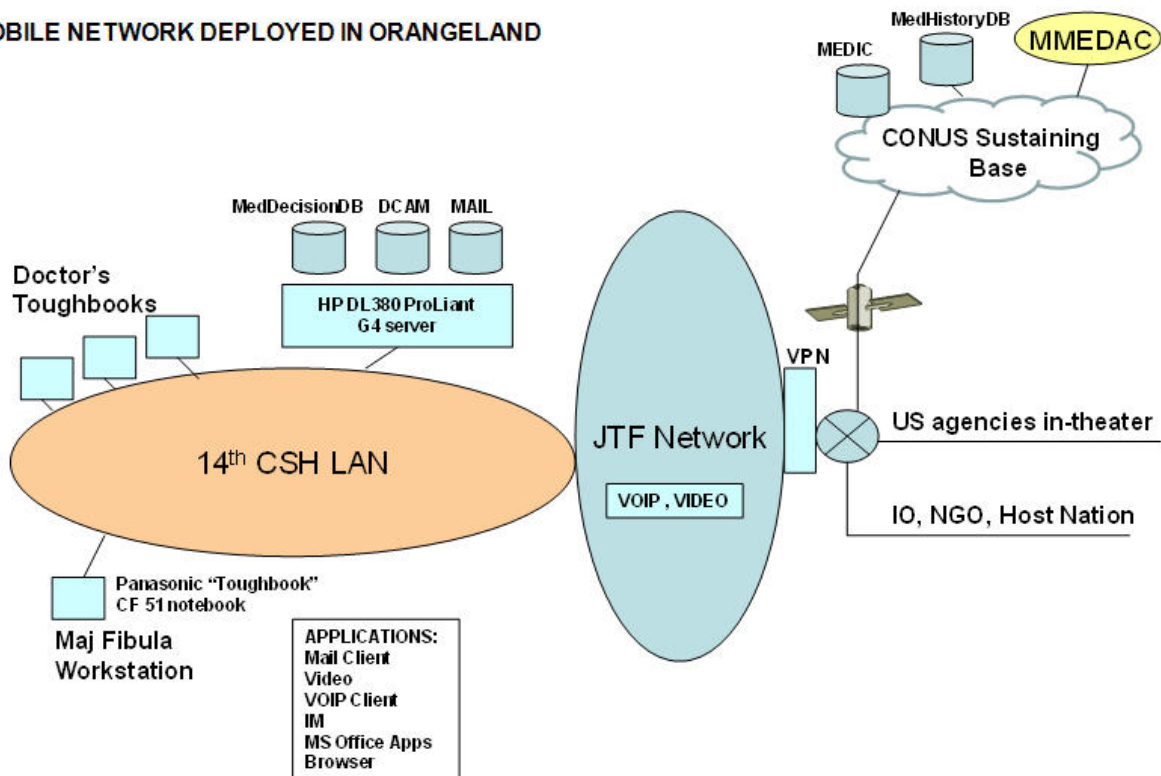 OBILE NETWORK DEPLOYED IN ORANGELAND
MedHistoryDB
MMEDAC
MEDIC
CONUS Sustaining
Base
MedDecisionDB
DCAM
MAIL
Doctor's
Toughbooks
HP DL380 ProLiant
G4 server
VPN
JTF Network
US agencies in-theater
14th CSH LAN
VOIP , VIDEO
IO, NGO, Host Nation
Panasonic “Toughbook”
CF 51 notebook
Maj Fibula
Workstation
APPLICATIONS:
Mail Client
Video
VOIP Client
IM
MS Office Apps
Browser